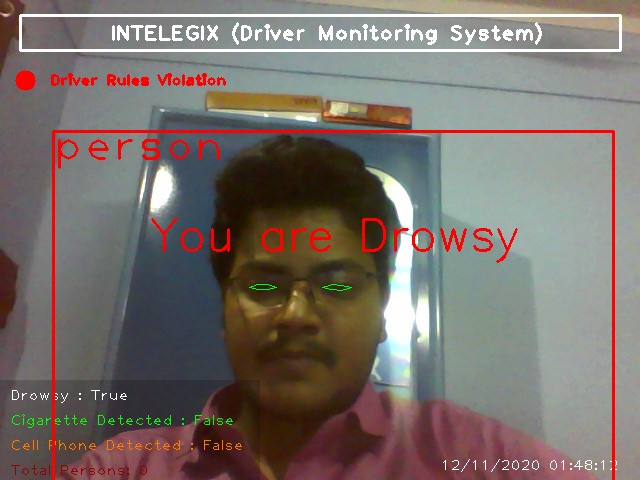 INTELEGIX (Driver Monitoring System)
Driver Rules Violation
person
You are Drowsy
Drowsy : True
Cigarette Detected : False
Cell Phone Detected : False
Total Persons: 0
12/11/2020 01:48:12